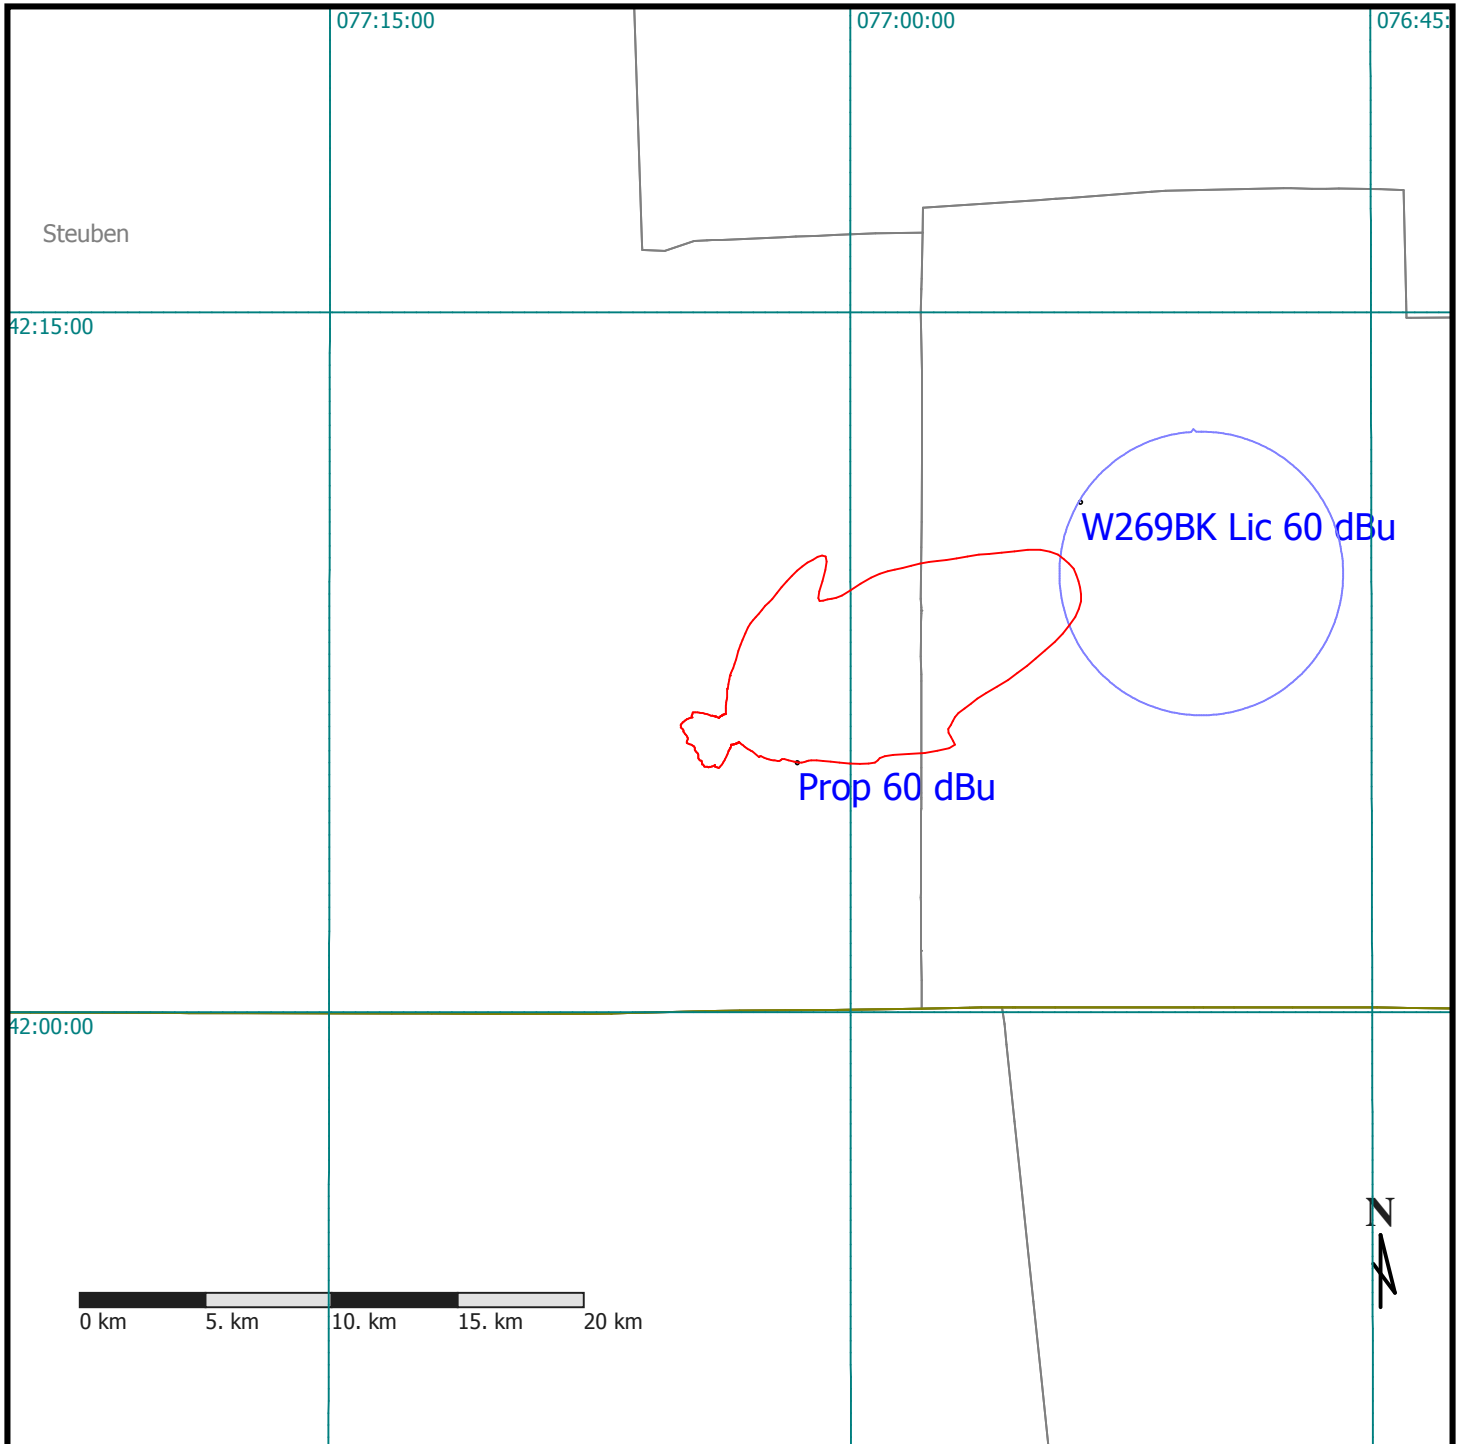 077:15:00
077:00:00
076:45:
Steuben
42:15:00
W269BK Lic 60 dBu
Prop 60 dBu
42:00:00
N
0 km
5. km
10. km
15. km
20 km